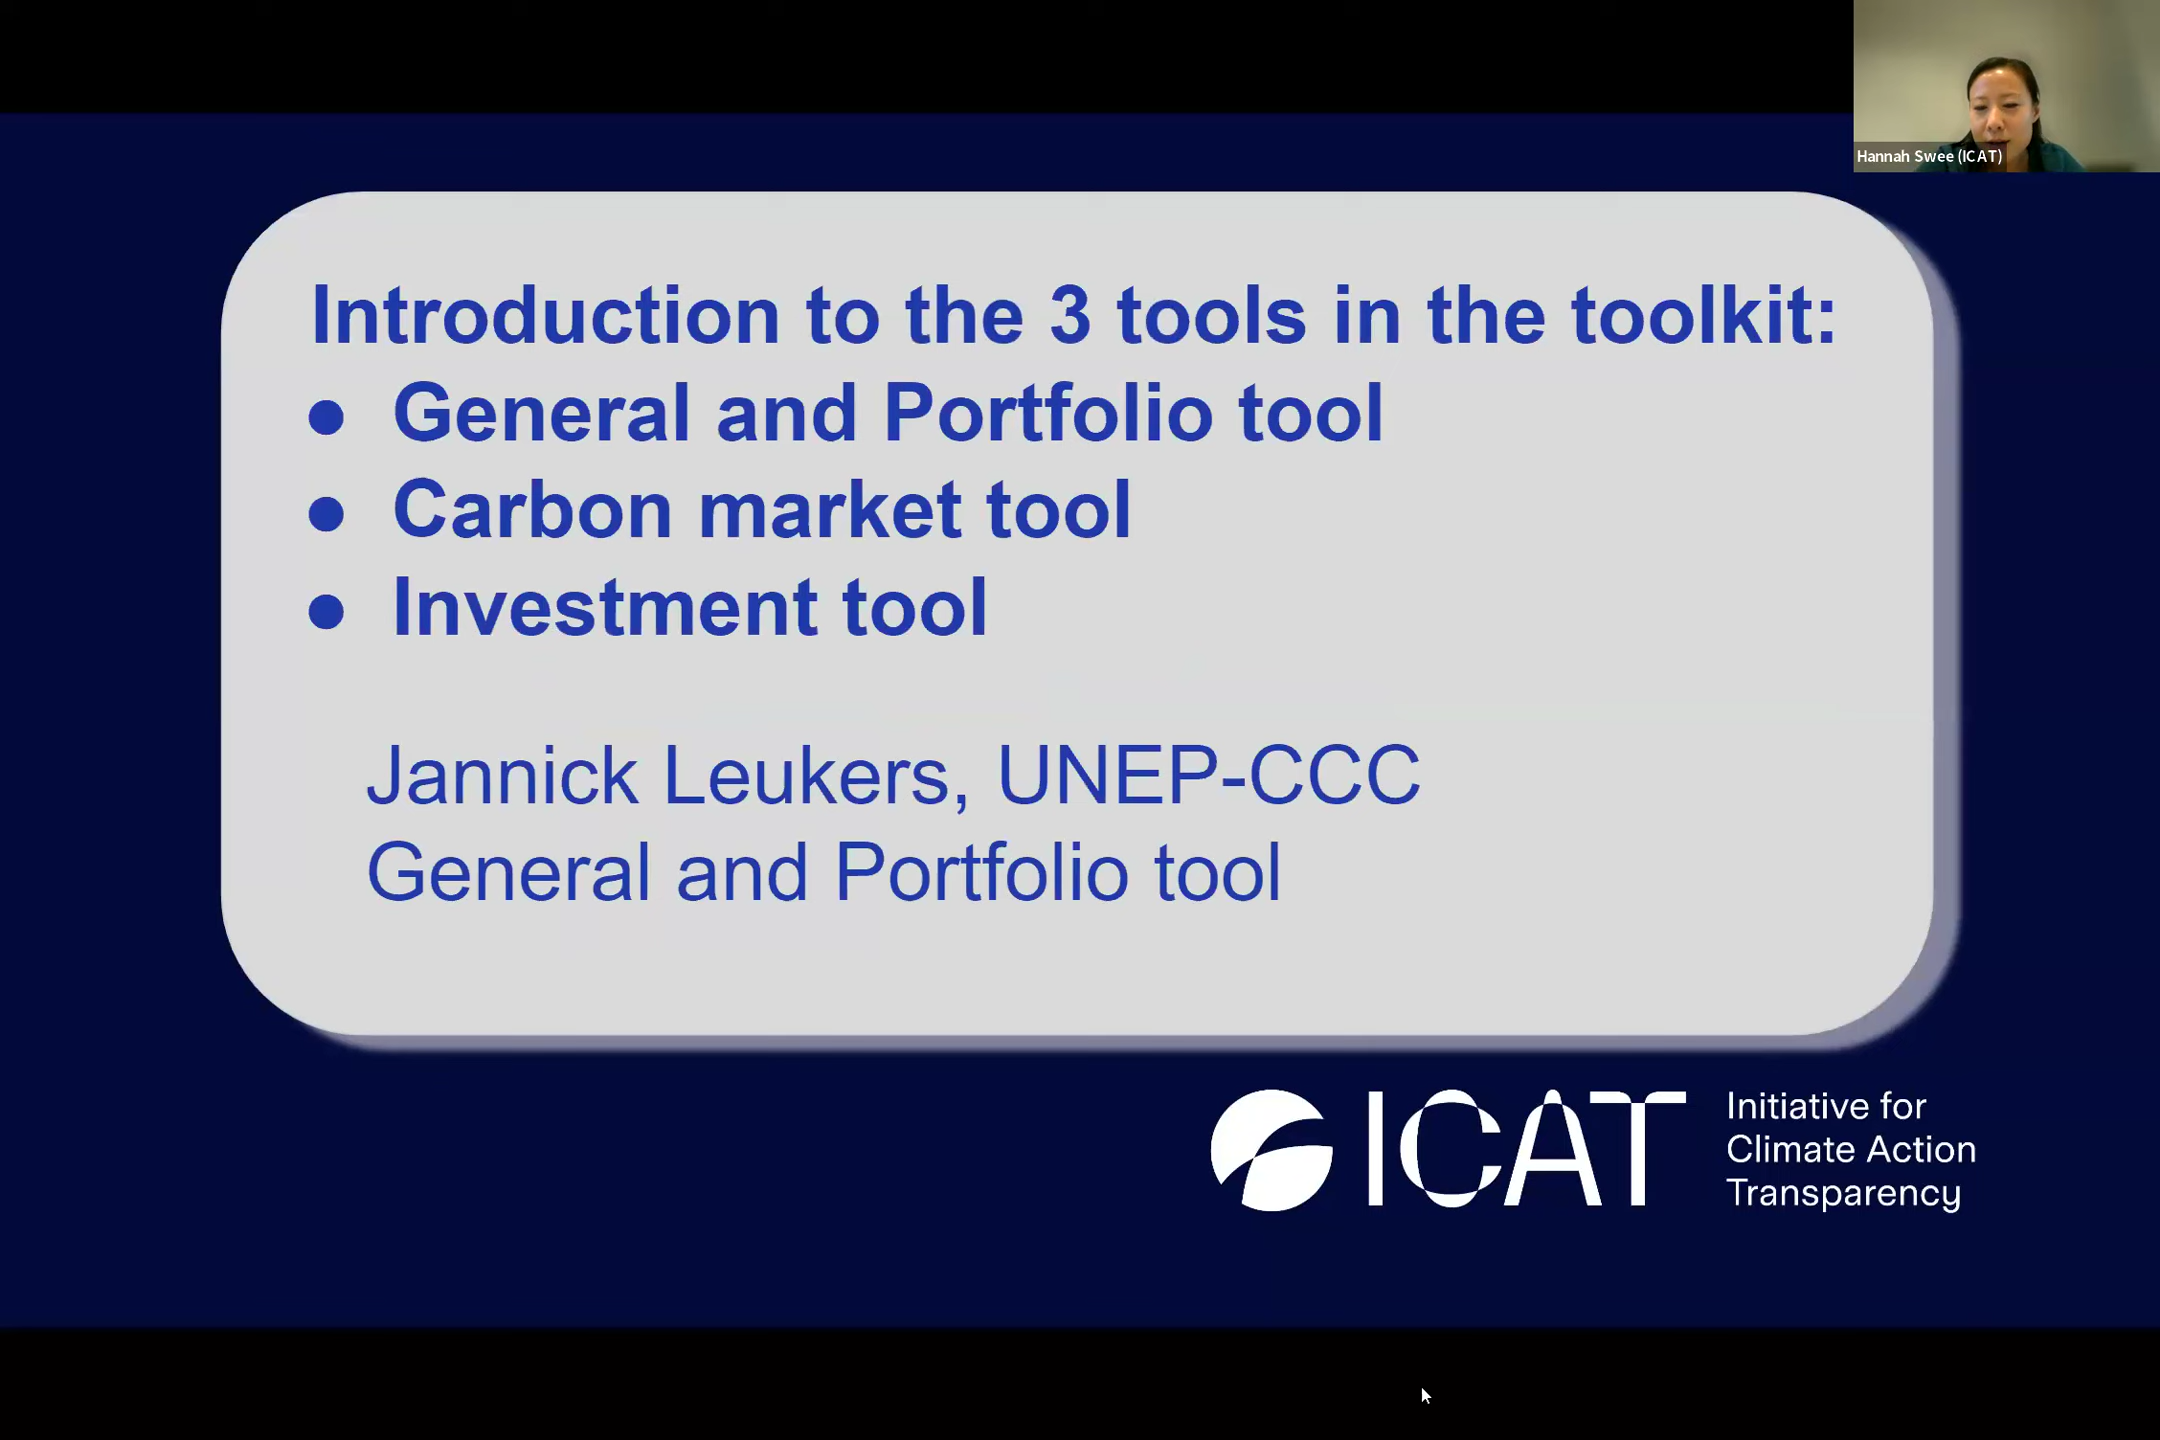 Hannah Swee (ICAT)
Introduction to the 3 tools in the toolkit:
● General and Portfolio tool
● Carbon market tool
● Investment tool
Jannick Leukers, UNEP-CCC
General and Portfolio tool
ICAT
Initiative for
Climate Action
Transparency